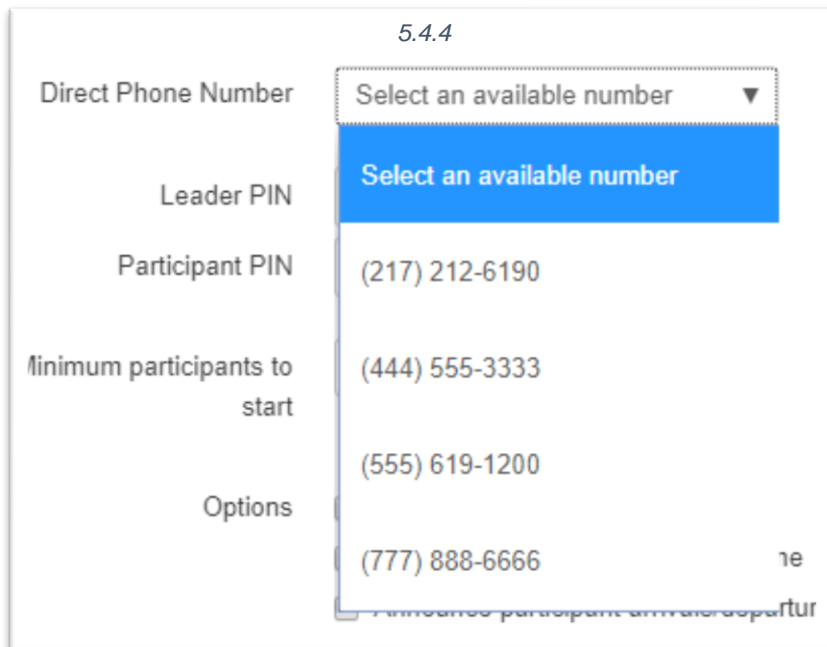 5.4.4
Direct Phone Number Select an available number ▼
Select an available number
Leader PIN
(217) 212-6190
Participant PIN
(444) 555-3333
participants to
start
(555) 619-1200
Options
(777) 888-6666